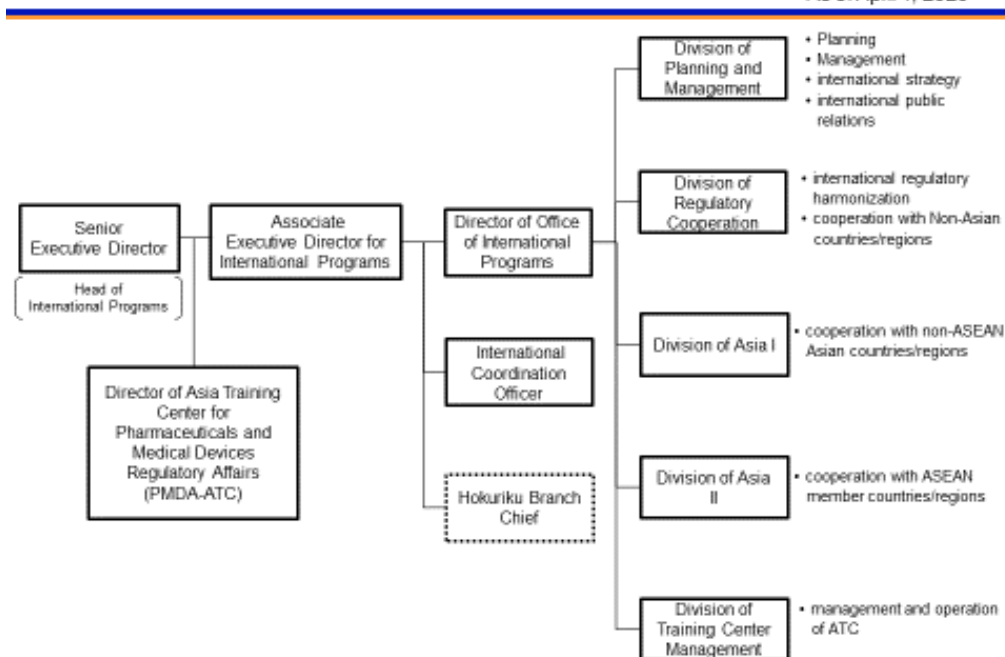 Senior
Executive Director
Head of
International Programs
Associate
Executive Director for
International Programs
Director of Asia Training
Center for
Pharmaceuticals and
Medical Devices
Regulatory Affairs
(PMDA-ATC)
Director of Office
of International
Programs
International
Coordination
Officer
Hokuriku Branch
Chief
Division of
Planning and
Management
• Planning
• Management
• international strategy
• international public
relations
Division of
Regulatory
Cooperation
• international regulatory
harmonization
• cooperation with Non-Asian
countries/regions
Division of Asia I
• cooperation with non-ASEAN
Asian countries/regions
Division of Asia
II
• cooperation with ASEAN
member countries/regions
Division of
Training Center
Management
• management and operation
of ATC